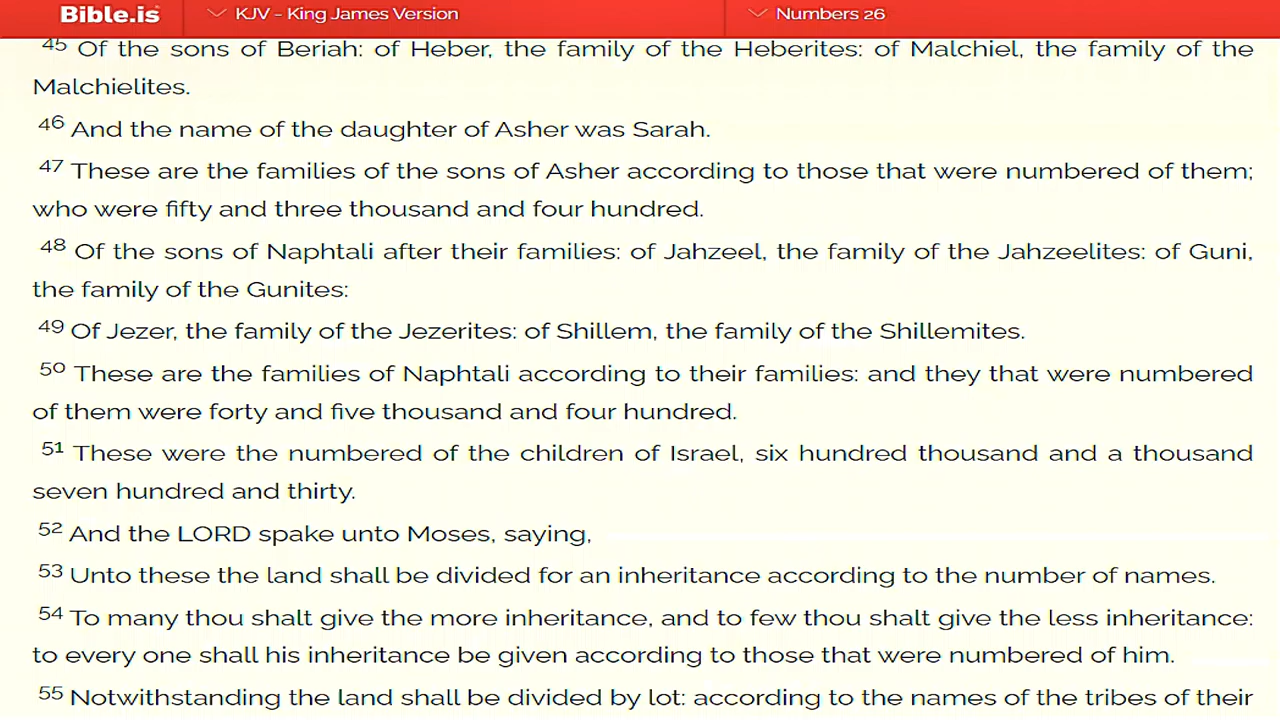 Bible.is KJV - King James Version Numbers 26
45 Of the sons of Beriah: of Heber, the family of the Heberites: of Malchiel, the family of the
Malchielites.
46 And the name of the daughter of Asher was Sarah.
47 These are the families of the sons of Asher according to those that were numbered of them;
who were fifty and three thousand and four hundred.
48 Of the sons of Naphtali after their families: of Jahzeel, the family of the Jahzeelites: of Guni,
the family of the Gunites:
49 Of Jezer, the family of the Jezerites: of Shillem, the family of the Shillemites.
50 These are the families of Naphtali according to their families: and they that were numbered
of them were forty and five thousand and four hundred.
51 These were the numbered of the children of Israel, six hundred thousand and a thousand
seven hundred and thirty.
52 And the LORD spake unto Moses, saying,
53 Unto these the land shall be divided for an inheritance according to the number of names.
54 To many thou shalt give the more inheritance, and to few thou shalt give the less inheritance:
to every one shall his inheritance be given according to those that were numbered of him.
55 Notwithstanding the land shall be divided by lot: according to the names of the tribes of their